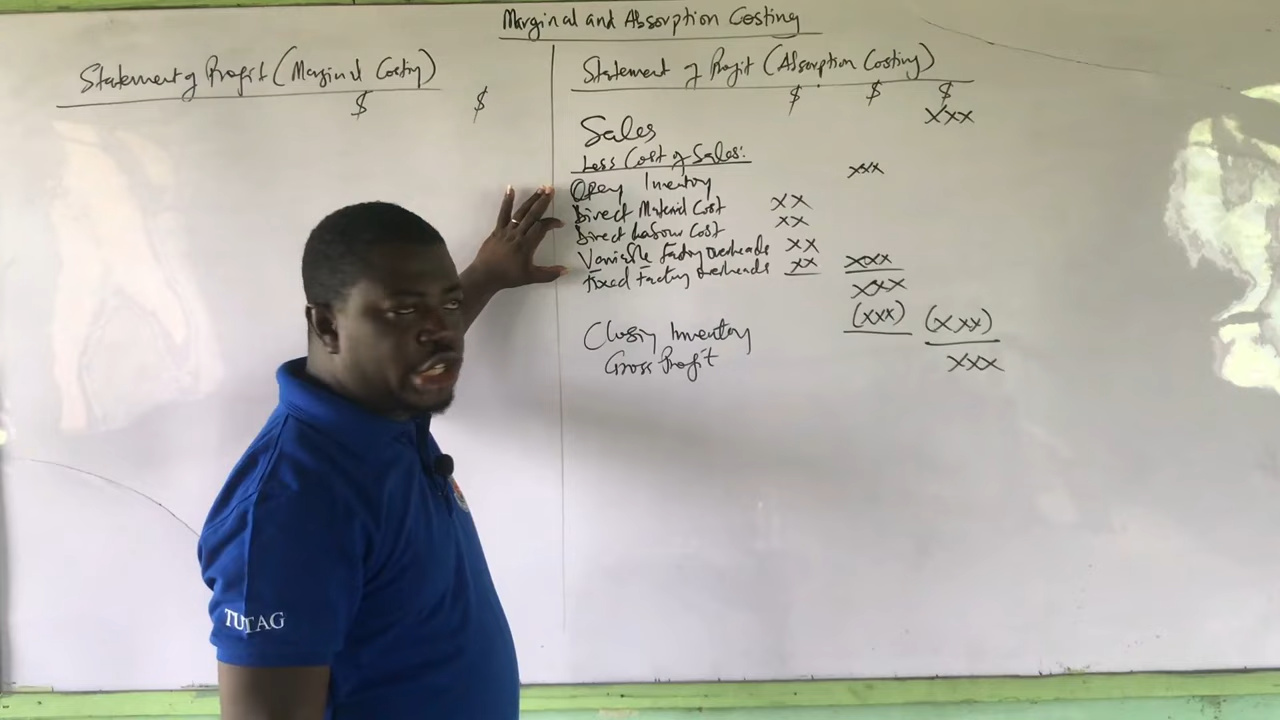 Marginal and Absorption Costing
Statement of Profit (Marginal Costing)
$ $
Statement of Profit (Absorption Costing)
$ $ $
Sales XXX
Less Cost of Sales:
Opening Inventory XXX
Direct Material Cost XX
Direct Labour Cost XX
Variable Factory overheads XX
Fixed Factory overheads XX XXX
XXX
Closing Inventory (XXX) (XXX)
Gross Profit XXX
TUTAG